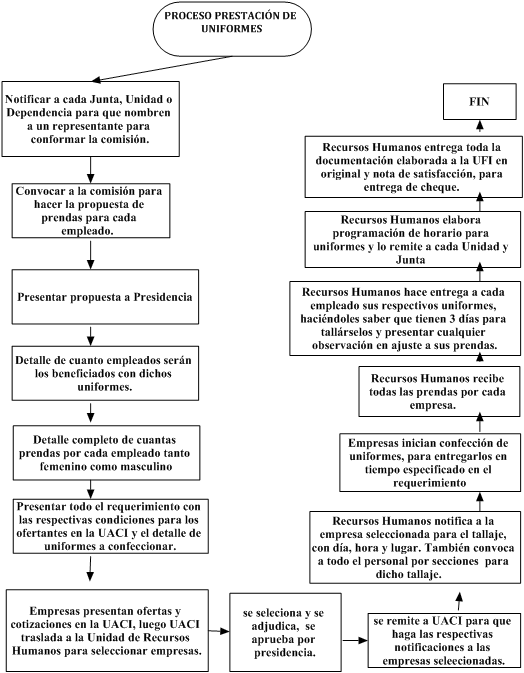 PROCESO PRESTACIÓN DE
UNIFORMES
Notificar a cada Junta, Unidad o
Dependencia para que nombren
a un representante para
conformar la comisión.
Convocar a la comisión para
hacer la propuesta de
prendas para cada
empleado.
Presentar propuesta a Presidencia
Detalle de cuanto empleados serán
los beneficiados con dichos
uniformes.
Detalle completo de cuantas
prendas por cada empleado tanto
femenino como masculino
Presentar todo el requerimiento con
las respectivas condiciones para los
ofertantes en la UACI y el detalle de
uniformes a confeccionar.
Empresas presentan ofertas y
cotizaciones en la UACI, luego UACI
traslada a la Unidad de Recursos
Humanos para seleccionar empresas.
se seleciona y se
adjudica, se
aprueba por
presidencia.
se remite a UACI para que
haga las respectivas
notificaciones a las
empresas seleccionadas.
Recursos Humanos notifica a la
empresa seleccionada para el tallaje,
con día, hora y lugar. También convoca
a todo el personal por secciones para
dicho tallaje.
Empresas inician confección de
uniformes, para entregarlos en
tiempo especificado en el
requerimiento
Recursos Humanos recibe
todas las prendas por cada
empresa.
Recursos Humanos hace entrega a cada
empleado sus respectivos uniformes,
haciéndoles saber que tienen 3 días para
tallárselos y presentar cualquier
observación en ajuste a sus prendas.
Recursos Humanos elabora
programación de horario para
uniformes y lo remite a cada Unidad y
Junta
Recursos Humanos entrega toda la
documentación elaborada a la UFI en
original y nota de satisfacción, para
entrega de cheque.
FIN